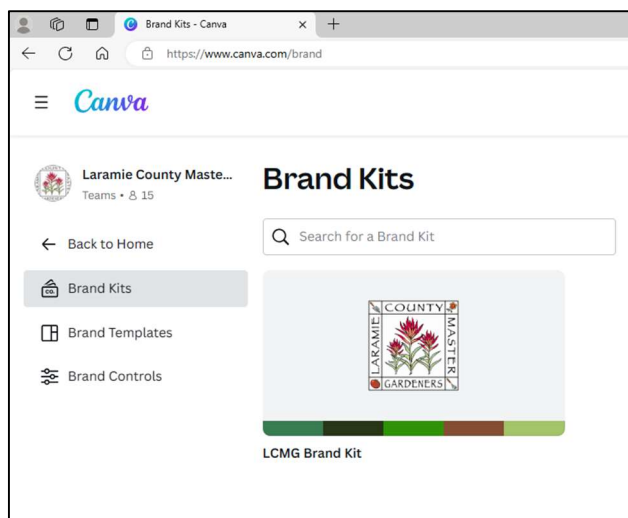 Brand Kits - Canva
https://www.canva.com/brand
Canva
Laramie County Maste...
Teams • 15
Back to Home
Brand Kits
Brand Templates
Brand Controls
Brand Kits
Search for a Brand Kit
COUNTY
LARAMIE
MASTER
GARDENERS
LCMG Brand Kit